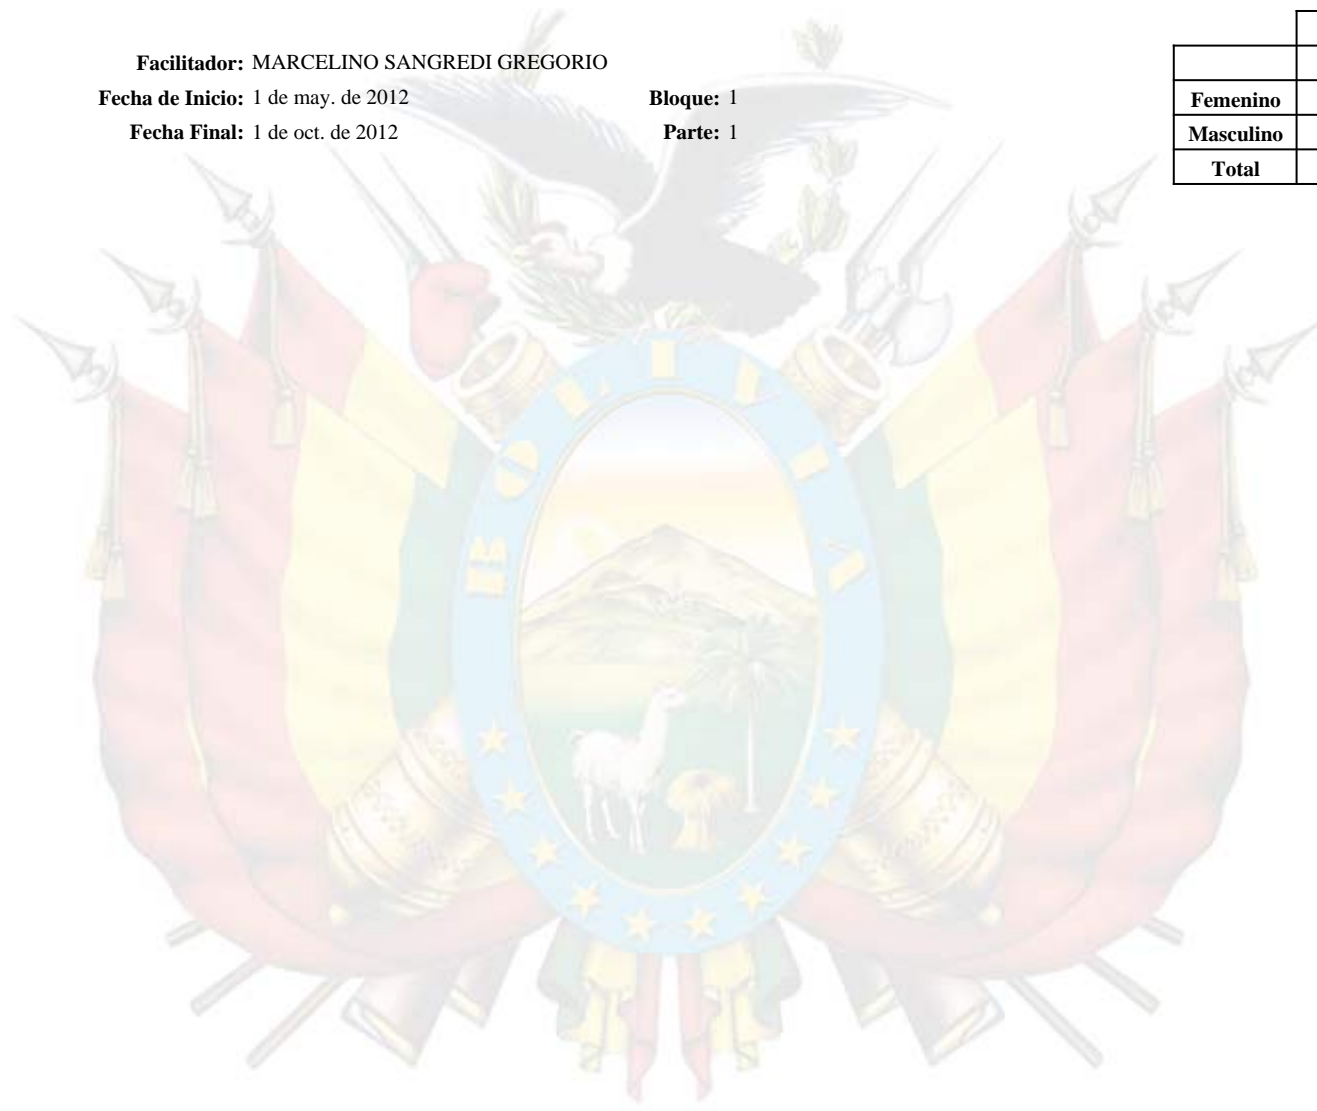 Facilitador: MARCELINO SANGREDI GREGORIO
Fecha de Inicio: 1 de may. de 2012 Bloque: 1
Fecha Final: 1 de oct. de 2012 Parte: 1
Femenino
Masculino
Total
BOLIVIA